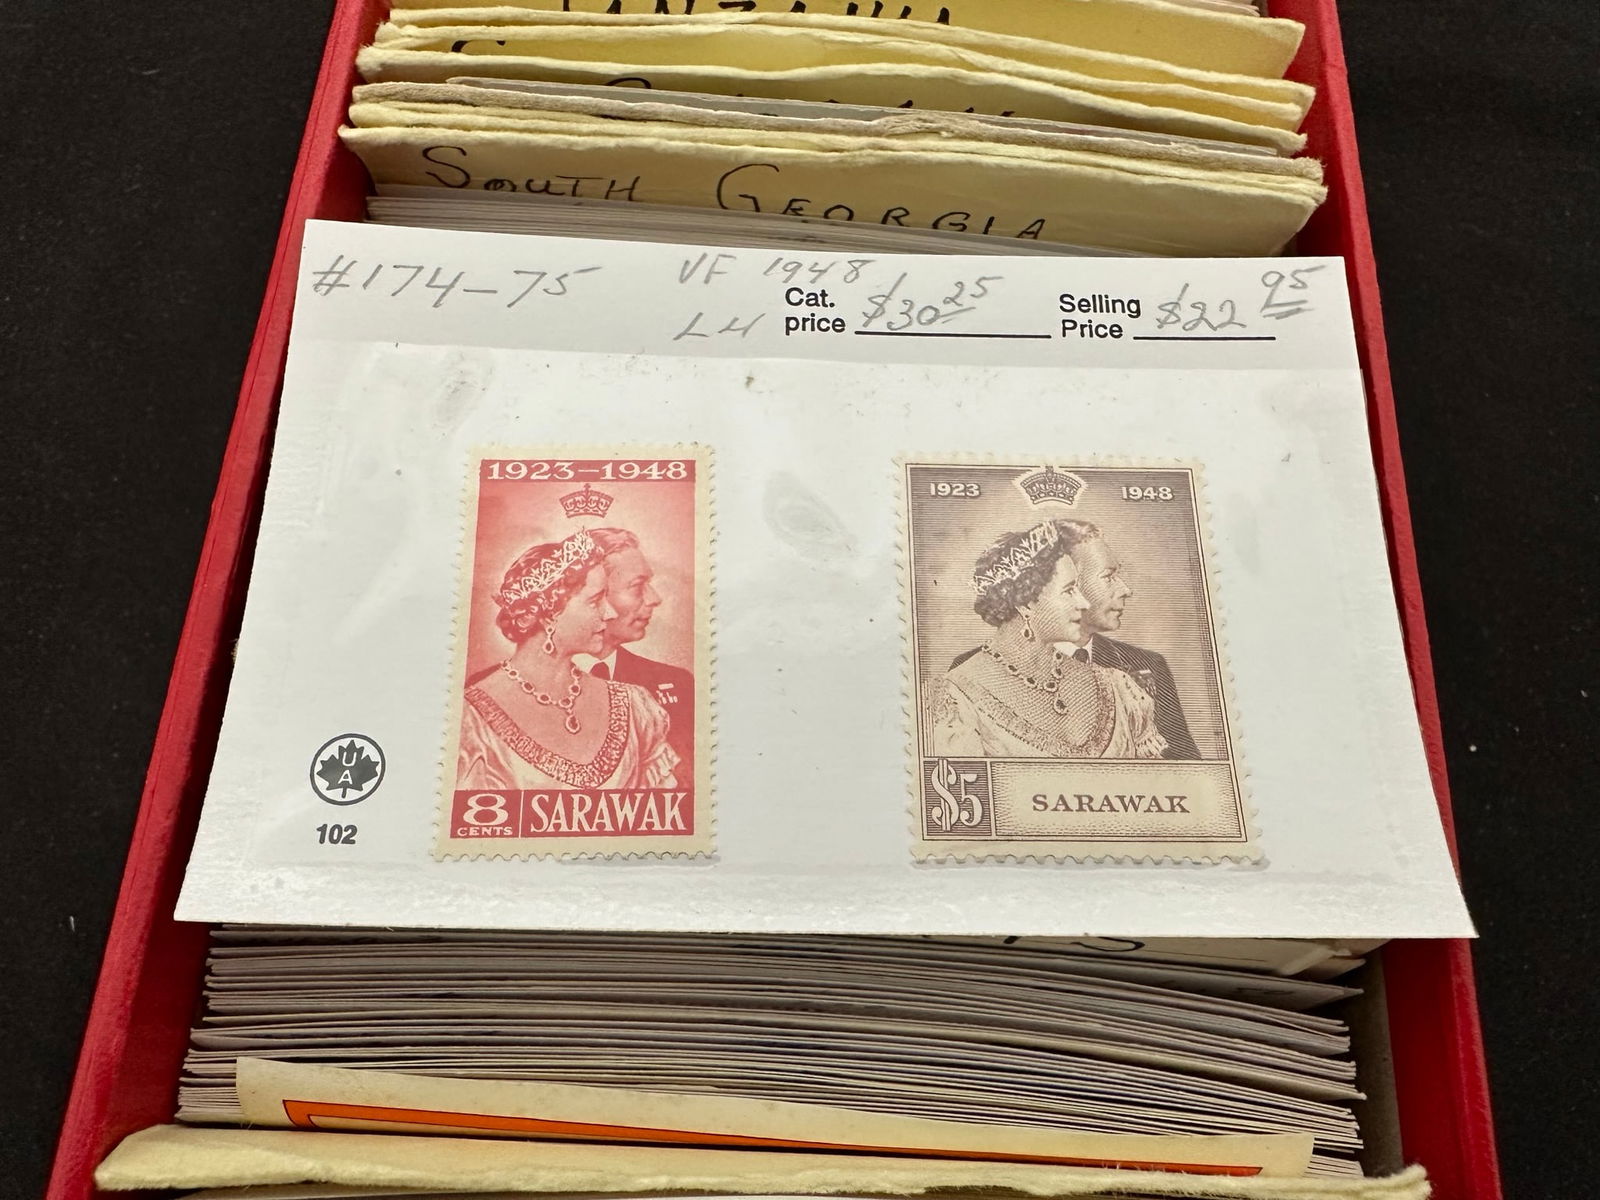 SOUTH GEORGIA
#174-75 VF 1948
LH
Cat. price $30.25
Selling Price $22.95
1923-1948
8 CENTS SARAWAK
1923 1948
$5 SARAWAK
UA
102